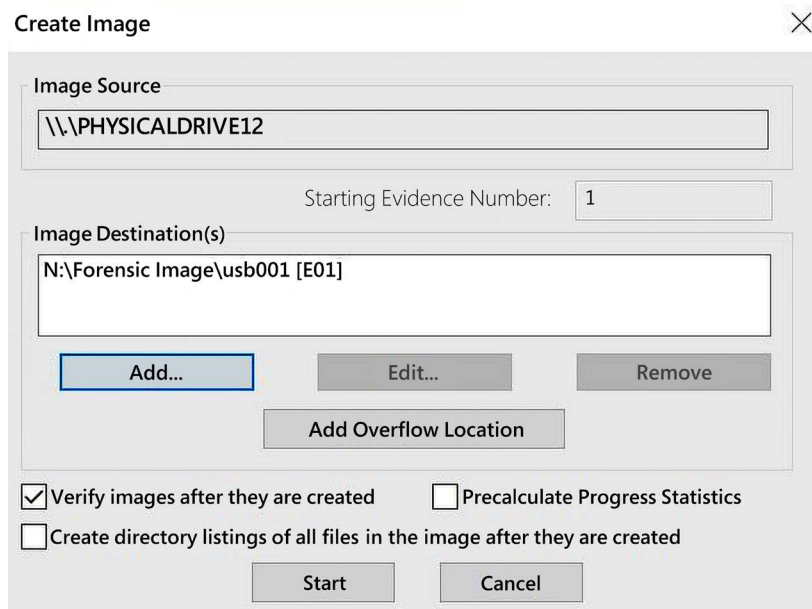 Create Image
Image Source
\\.\PHYSICALDRIVE12
Starting Evidence Number: 1
Image Destination(s)
N:\Forensic Image\usb001 [E01]
Add... Edit... Remove
Add Overflow Location
Verify images after they are created Precalculate Progress Statistics
Create directory listings of all files in the image after they are created
Start Cancel